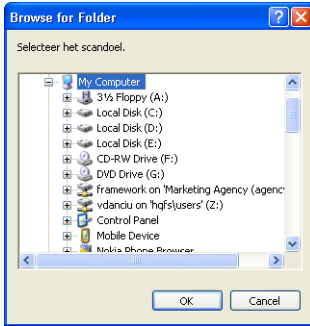 Browse for Folder
Selecteer het scandoel.
My Computer
3½ Floppy (A:)
Local Disk (C:)
Local Disk (D:)
Local Disk (E:)
CD-RW Drive (F:)
DVD Drive (G:)
framework on 'Marketing Agency (agenc
vdanciu on 'hqfs\users' (Z:)
Control Panel
Mobile Device
Nokia Phone Browser
OK Cancel